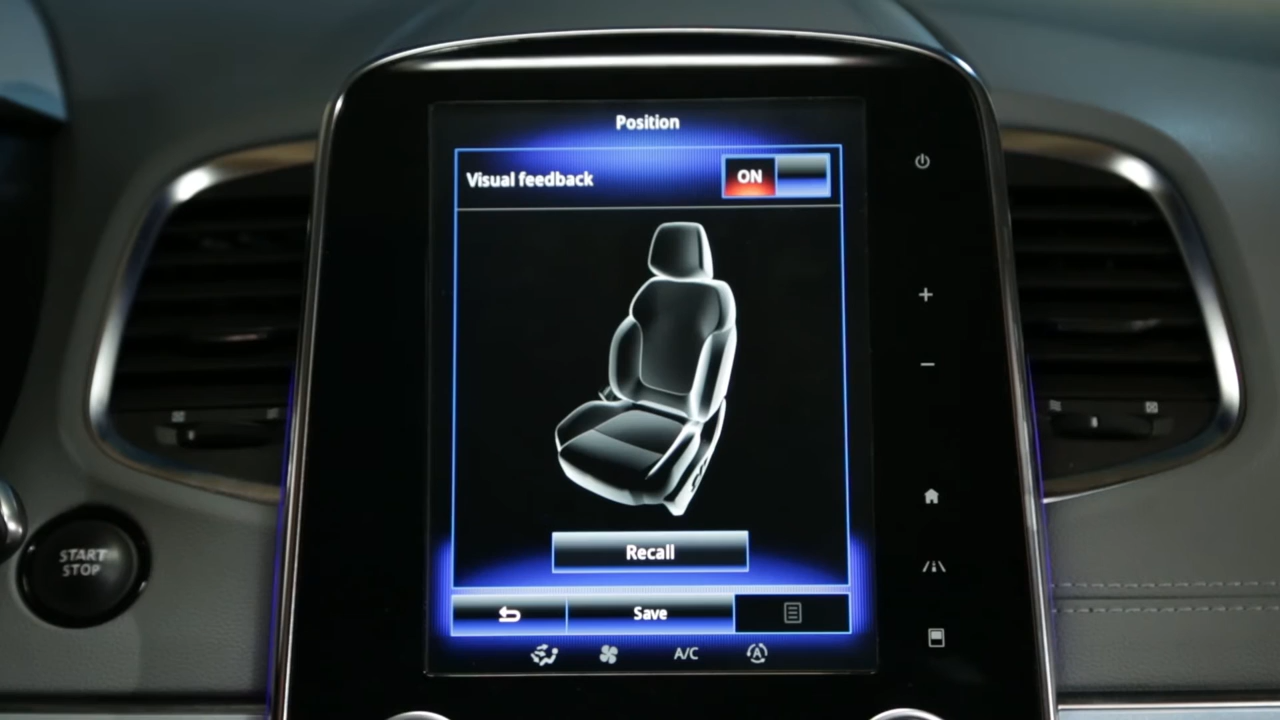 Position
Visual feedback
ON
Recall
Save
A/C
A
START
STOP